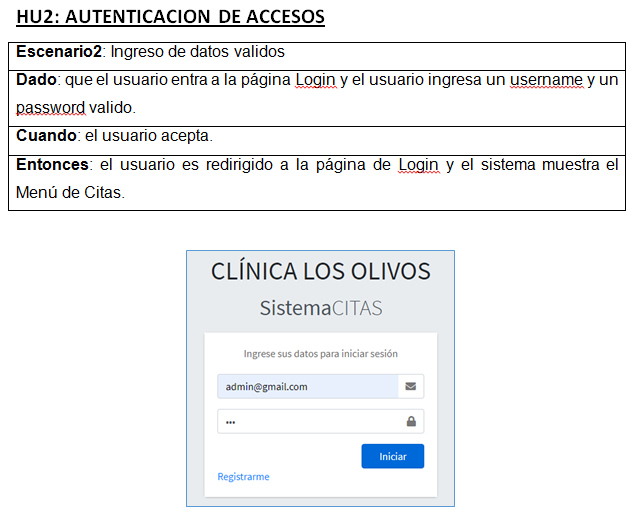 HU2: AUTENTICACION DE ACCESOS
Escenario2: Ingreso de datos validos
Dado: que el usuario entra a la página Login y el usuario ingresa un username y un
password valido.
Cuando: el usuario acepta.
Entonces: el usuario es redirigido a la página de Login y el sistema muestra el
Menú de Citas.
CLÍNICA LOS OLIVOS
SistemaCITAS
Ingrese sus datos para iniciar sesión
admin@gmail.com
•••
Iniciar
Registrarme